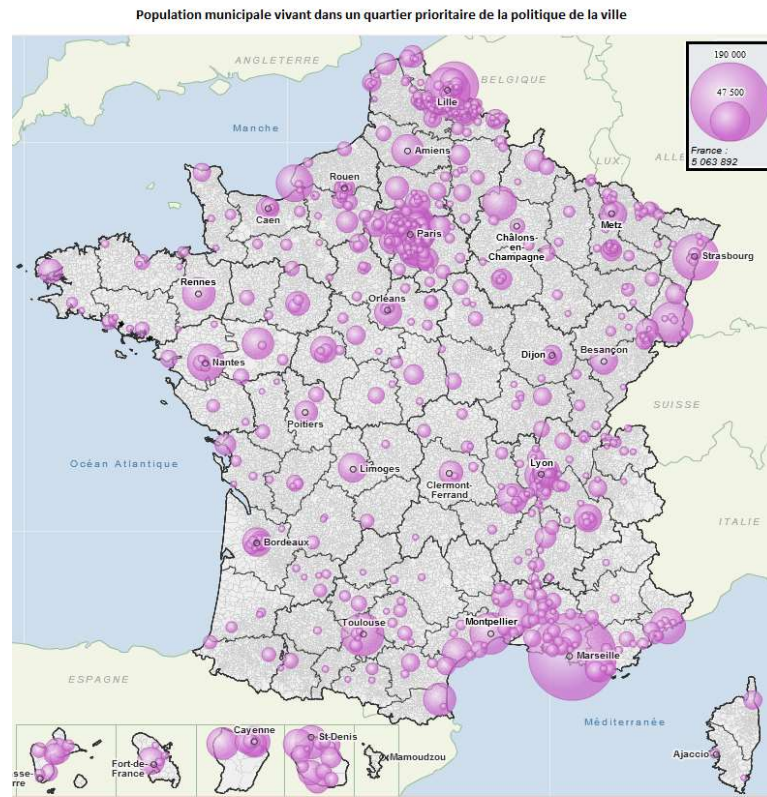 Population municipale vivant dans un quartier prioritaire de la politique de la ville
190 000
47 500
France :
5 063 892
ANGLETERRE
BELGIQUE
Lille
Manche
Amiens
LUX.
ALLE
Rouen
Caen
Metz
Paris
Châlons-
en-
Champagne
Strasbourg
Rennes
Orléans
Nantes
Dijon
Besançon
SUISSE
Poitiers
Océan Atlantique
Limoges
Clermont-
Ferrand
Lyon
ITALIE
Bordeaux
Toulouse
Montpellier
Marseille
ESPAGNE
Méditerranée
Ajaccio
sse-
rre
Fort-de-
France
Cayenne
St-Denis
Mamoudzou